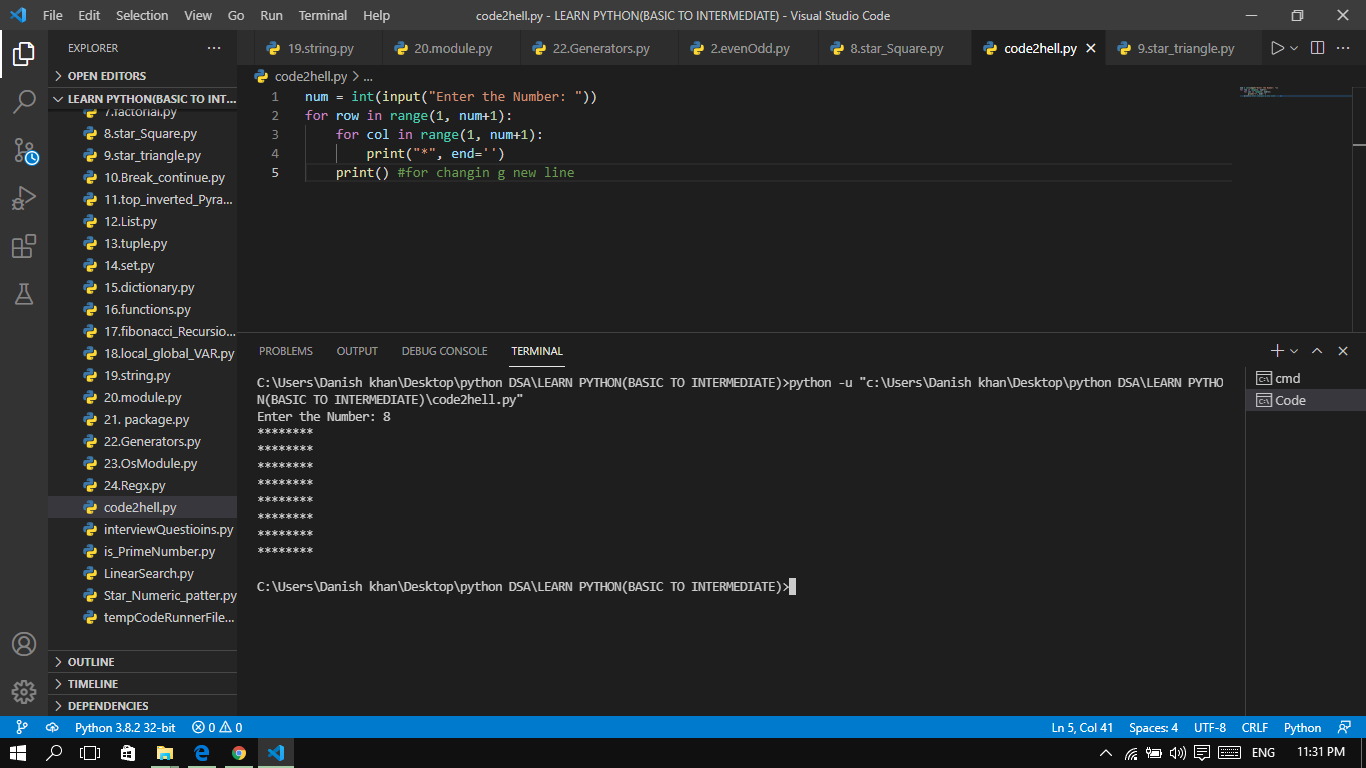 File Edit Selection View Go Run Terminal Help code2hell.py - LEARN PYTHON(BASIC TO INTERMEDIATE) - Visual Studio Code
EXPLORER
OPEN EDITORS
LEARN PYTHON(BASIC TO INT...
7.factorial.py
8.star_Square.py
9.star_triangle.py
10.Break_continue.py
11.top_inverted_Pyra...
12.List.py
13.tuple.py
14.set.py
15.dictionary.py
16.functions.py
17.fibonacci_Recursio...
18.local_global_VAR.py
19.string.py
20.module.py
21. package.py
22.Generators.py
23.OsModule.py
24.Regx.py
code2hell.py
interviewQuestioins.py
is_PrimeNumber.py
LinearSearch.py
Star_Numeric_patter.py
tempCodeRunnerFile...
OUTLINE
TIMELINE
DEPENDENCIES
19.string.py 20.module.py 22.Generators.py 2.evenOdd.py 8.star_Square.py code2hell.py 9.star_triangle.py
code2hell.py > ...
1 num = int(input("Enter the Number: "))
2 for row in range(1, num+1):
3 for col in range(1, num+1):
4 print("*", end='')
5 print() #for changin g new line
PROBLEMS OUTPUT DEBUG CONSOLE TERMINAL
C:\Users\Danish khan\Desktop\python DSA\LEARN PYTHON(BASIC TO INTERMEDIATE)>python -u "c:\Users\Danish khan\Desktop\python DSA\LEARN PYTHO
N(BASIC TO INTERMEDIATE)\code2hell.py"
Enter the Number: 8
********
********
********
********
********
********
********
********
C:\Users\Danish khan\Desktop\python DSA\LEARN PYTHON(BASIC TO INTERMEDIATE)>
cmd
Code
Python 3.8.2 32-bit 0 0 Ln 5, Col 41 Spaces: 4 UTF-8 CRLF Python
ENG 11:31 PM